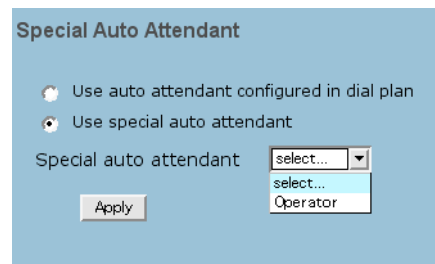 Special Auto Attendant
Use auto attendant configured in dial plan
Use special auto attendant
Special auto attendant select...
select...
Operator
Apply